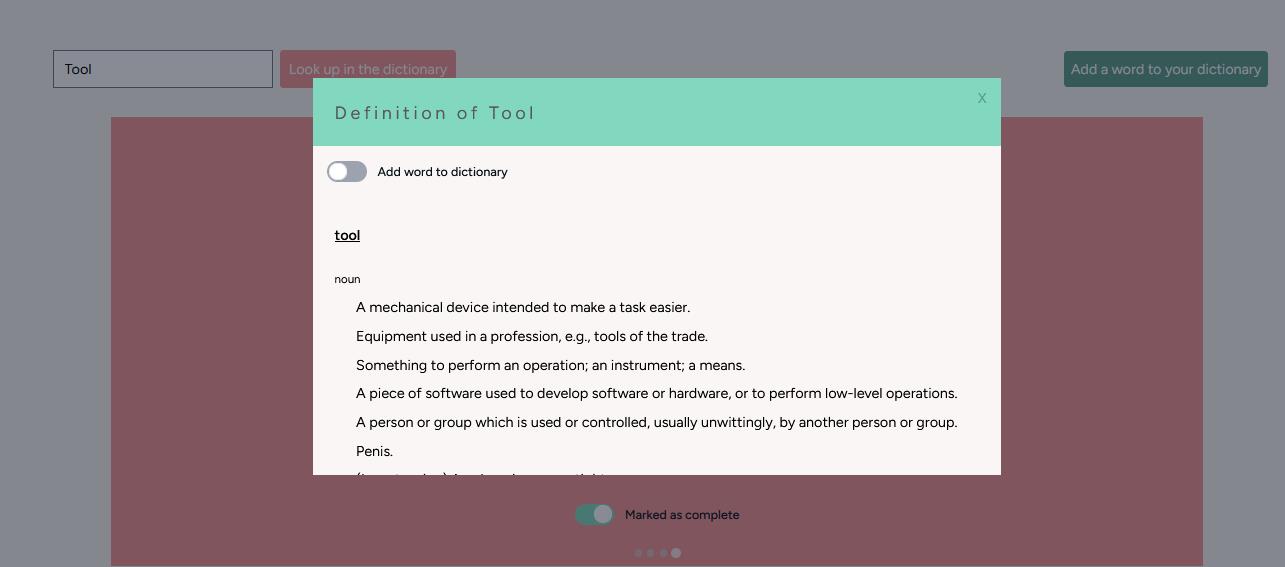 Tool
Look up in the dictionary
Add a word to your dictionary
Definition of Tool
X
Add word to dictionary
tool
noun
A mechanical device intended to make a task easier.
Equipment used in a profession, e.g., tools of the trade.
Something to perform an operation; an instrument; a means.
A piece of software used to develop software or hardware, or to perform low-level operations.
A person or group which is used or controlled, usually unwittingly, by another person or group.
Penis.
Marked as complete